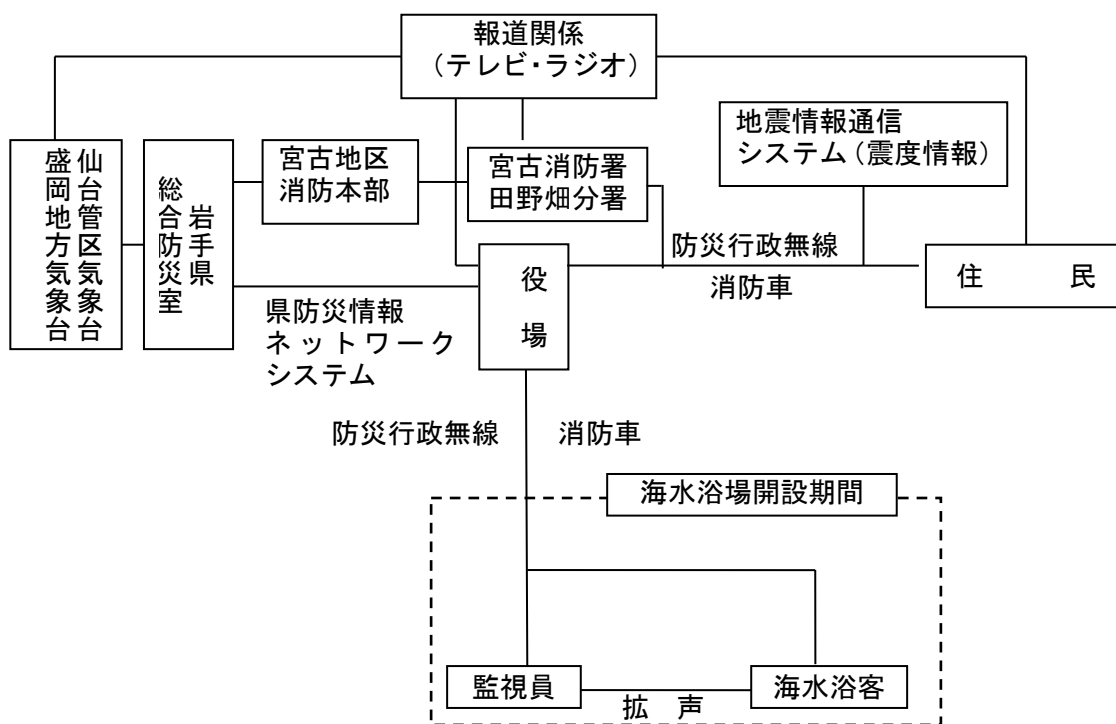 報道関係
（テレビ・ラジオ）
地震情報通信
システム（震度情報）
仙台管区気象台
盛岡地方気象台
岩手県
総合防災室
宮古地区
消防本部
宮古消防署
田野畑分署
防災行政無線
消防車
住　　民
役
場
県防災情報
ネットワーク
システム
防災行政無線　消防車
海水浴場開設期間
監視員
拡　声
海水浴客